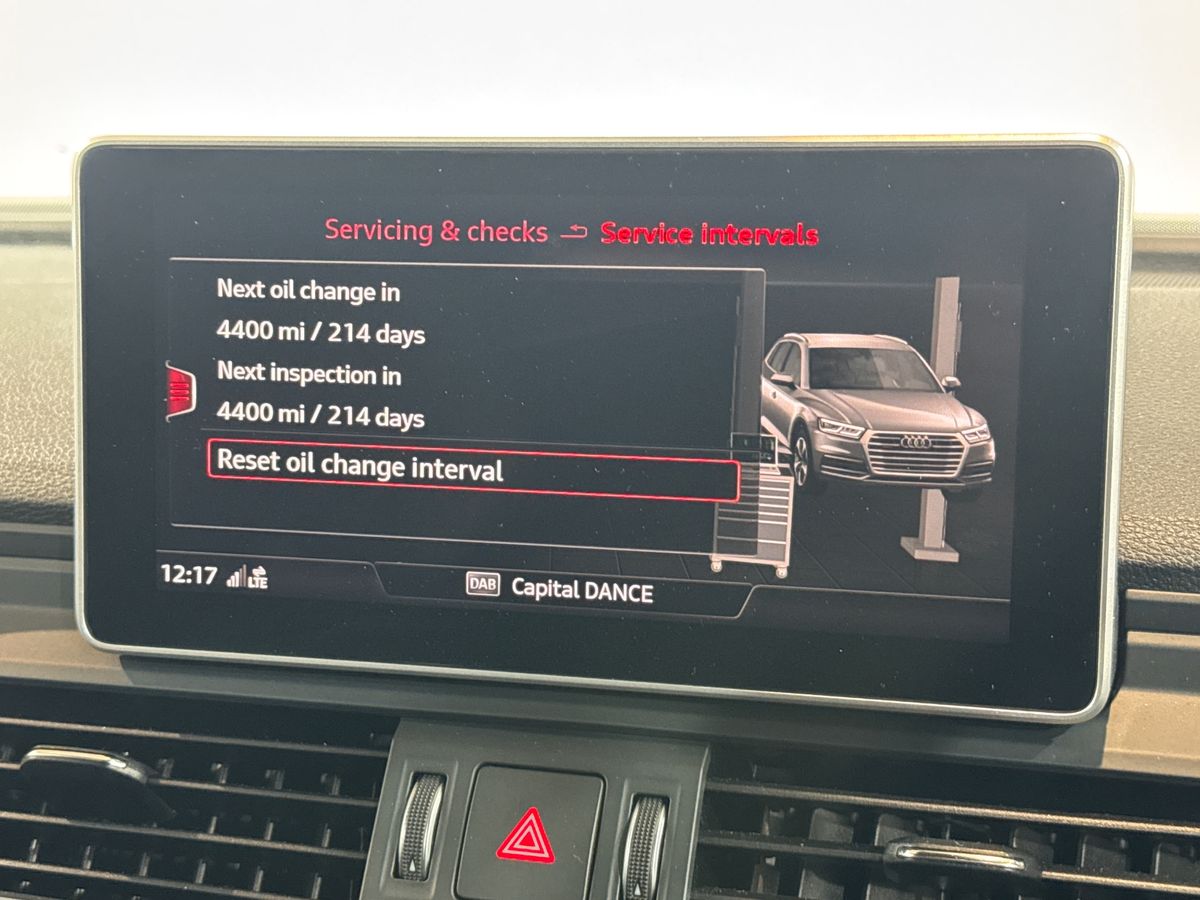 Servicing & checks Service intervals
Next oil change in
4400 mi / 214 days
Next inspection in
4400 mi / 214 days
Reset oil change interval
12:17 LTE DAB Capital DANCE